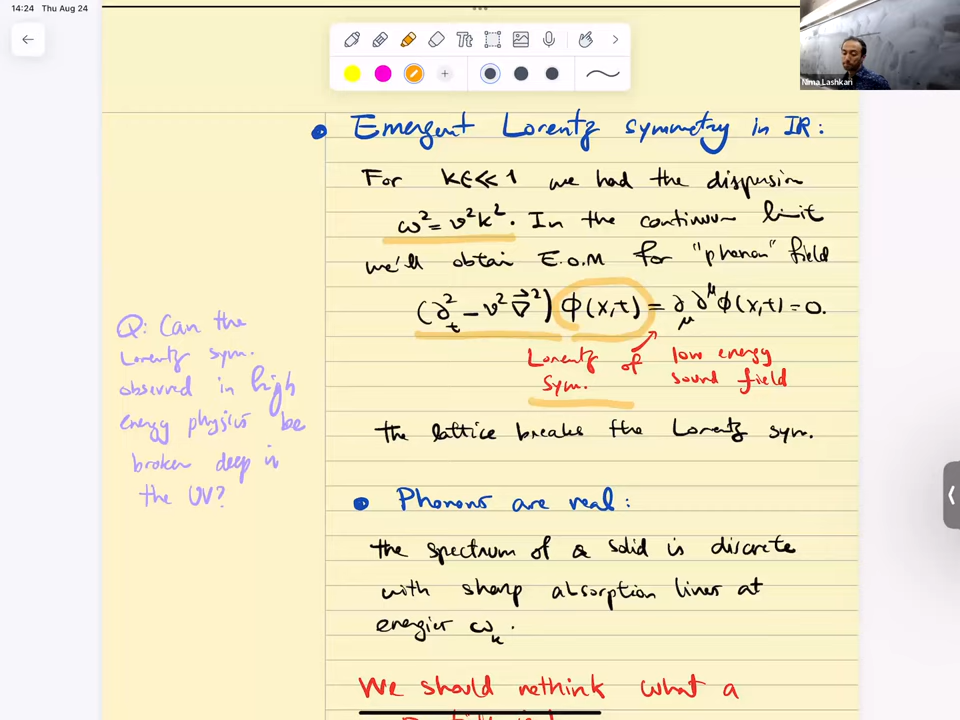 14:24 Thu Aug 24
Tt
Nima Lashkari
• Emergent Lorentz symmetry in IR:
For kϵ≪1 we had the dispersion
ω²=v²k². In the continuum limit
we'll obtain E.O.M for "phonon" field
(∂ₜ² - v²∇⃗²) ϕ(x,t) = ∂_μ ∂^μ ϕ(x,t) = 0.
Lorentz of low energy
Sym. sound field
the lattice breaks the Lorentz sym.
Q: Can the
Lorentz sym.
observed in high
energy physics be
broken deep in
the UV?
• Phonons are real:
the spectrum of a solid is discrete
with sharp absorption lines at
energies ωₖ.
We should rethink what a